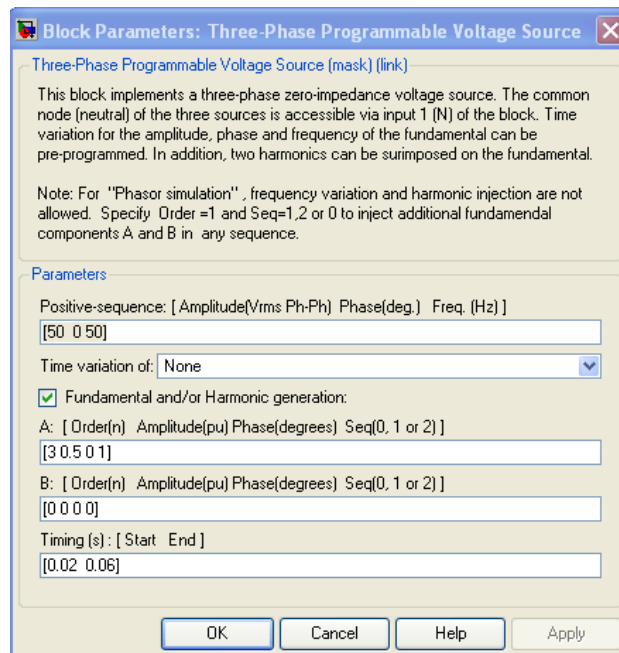 Block Parameters: Three-Phase Programmable Voltage Source
Three-Phase Programmable Voltage Source (mask) (link)
This block implements a three-phase zero-impedance voltage source. The common
node (neutral) of the three sources is accessible via input 1 (N) of the block. Time
variation for the amplitude, phase and frequency of the fundamental can be
pre-programmed. In addition, two harmonics can be surimposed on the fundamental.
Note: For "Phasor simulation" , frequency variation and harmonic injection are not
allowed. Specify Order =1 and Seq=1,2 or 0 to inject additional fundamendal
components A and B in any sequence.
Parameters
Positive-sequence: [ Amplitude(Vrms Ph-Ph) Phase(deg.) Freq. (Hz) ]
[50 0 50]
Time variation of: None
Fundamental and/or Harmonic generation:
A: [ Order(n) Amplitude(pu) Phase(degrees) Seq(0, 1 or 2) ]
[3 0.5 0 1]
B: [ Order(n) Amplitude(pu) Phase(degrees) Seq(0, 1 or 2) ]
[0 0 0 0]
Timing (s) : [ Start End ]
[0.02 0.06]
OK Cancel Help Apply